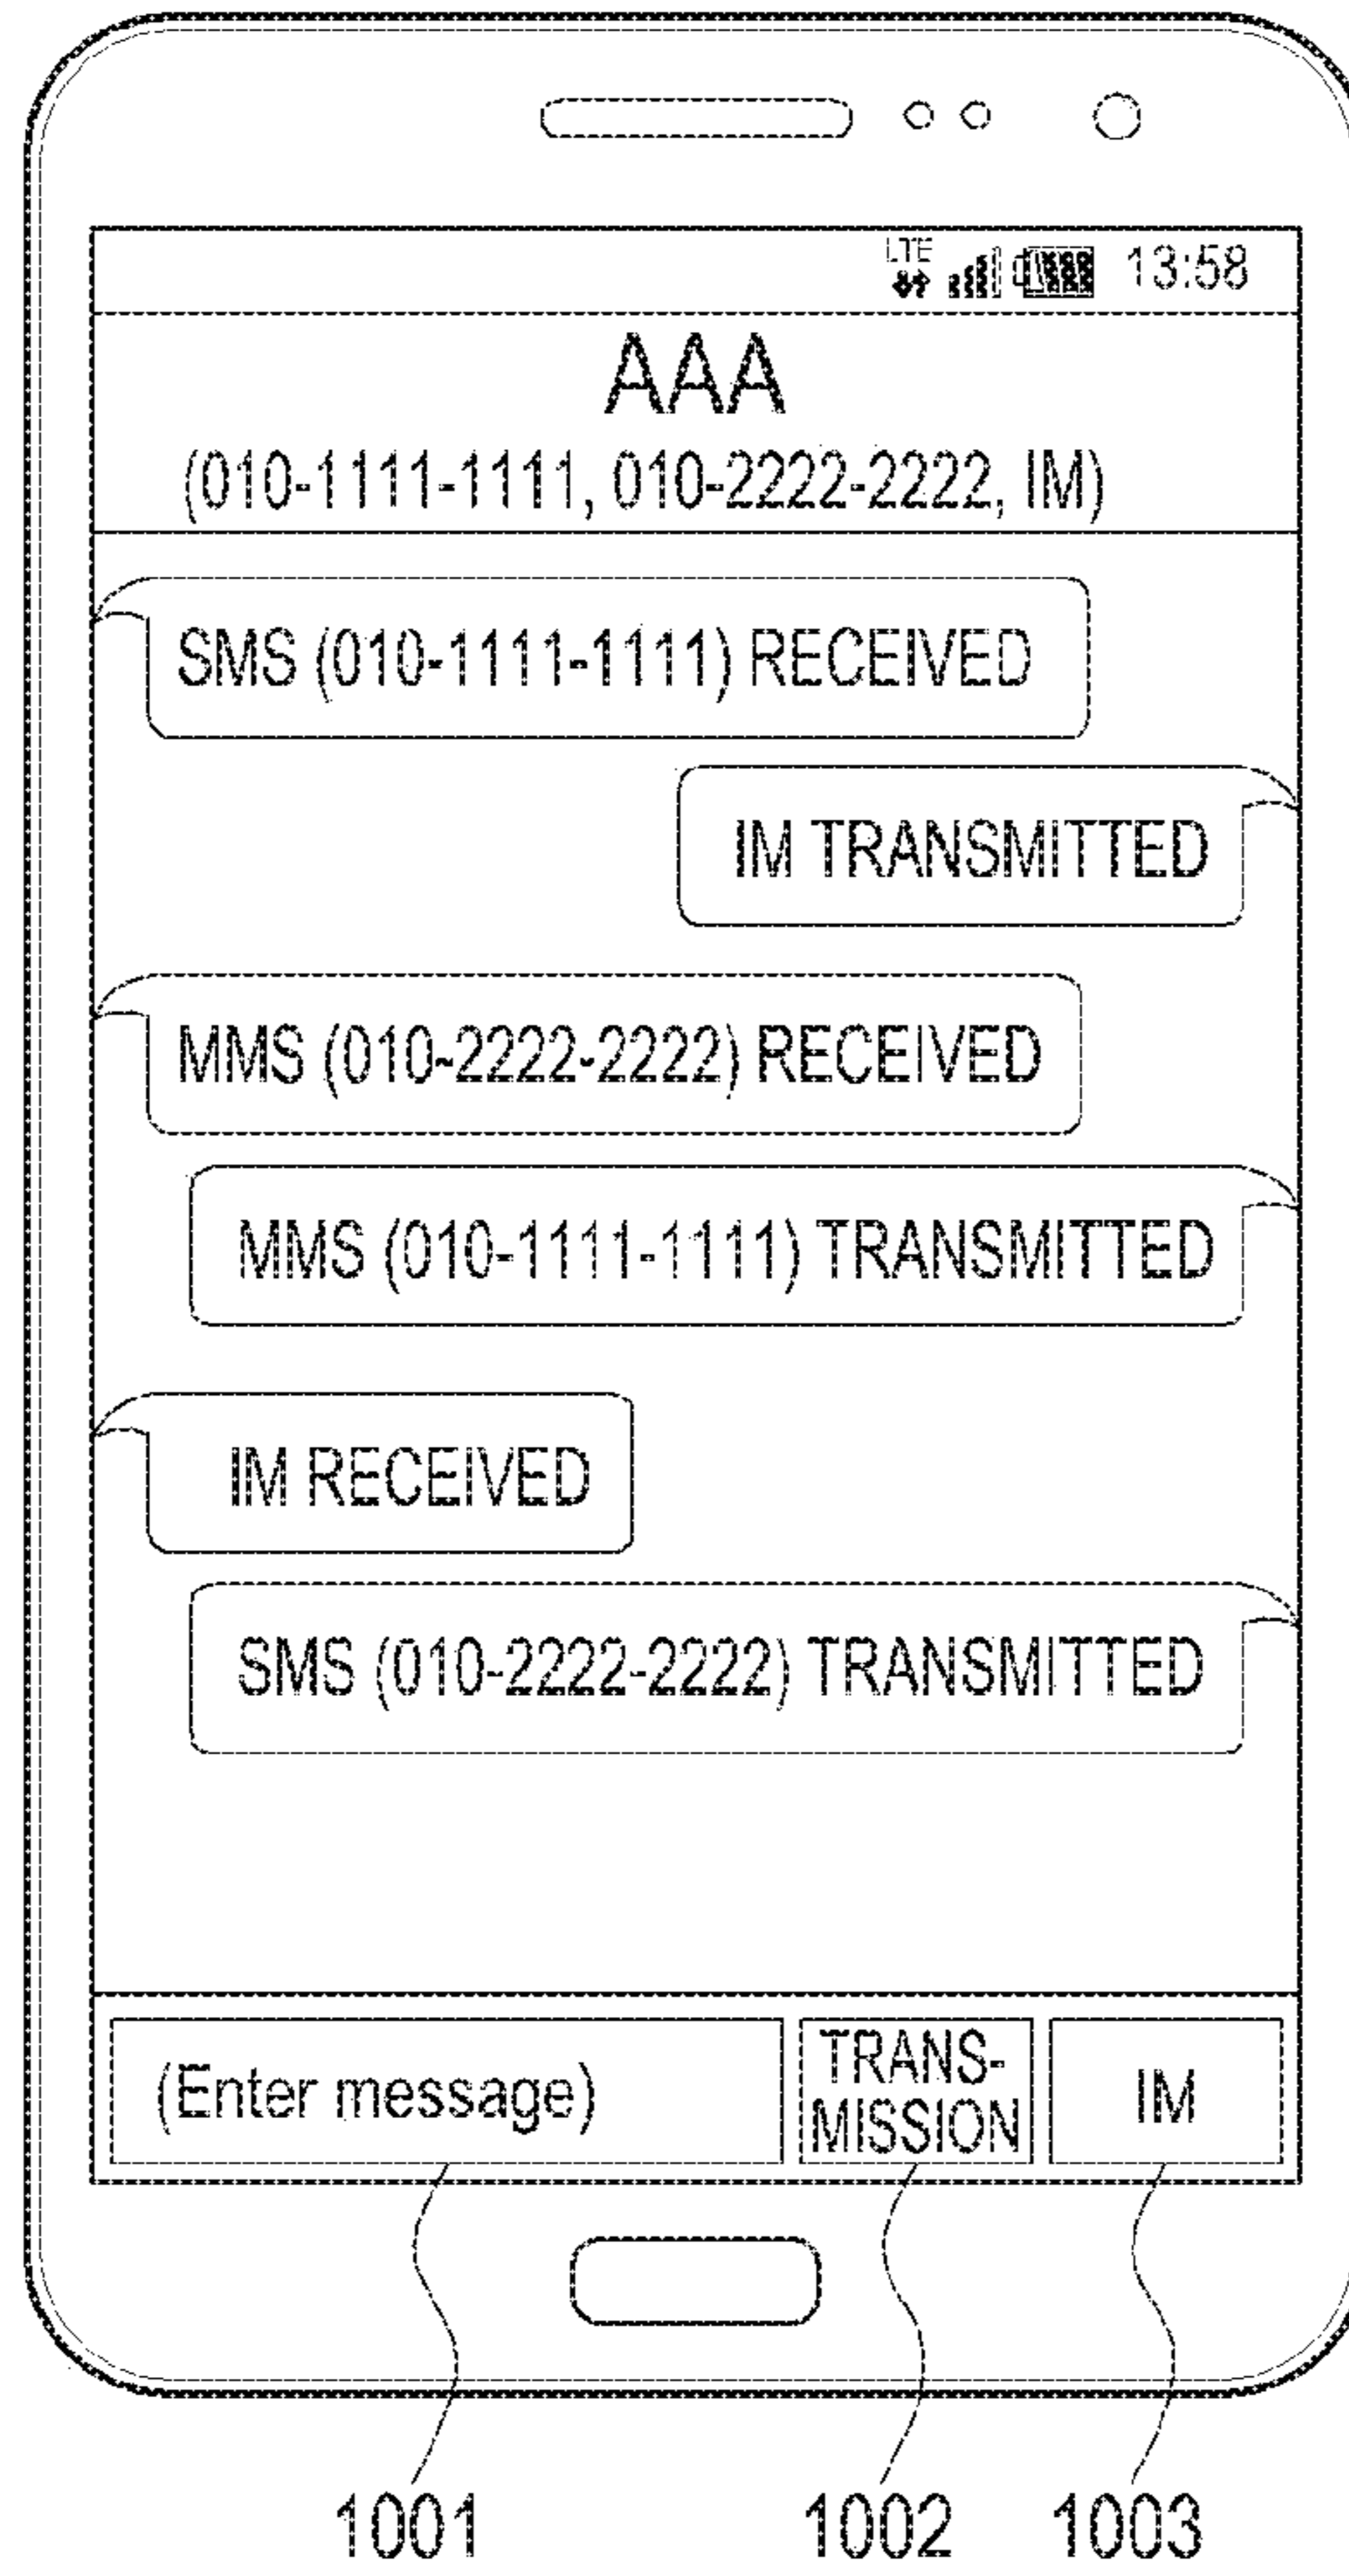 LTE 13:58
AAA
(010-1111-1111, 010-2222-2222, IM)
SMS (010-1111-1111) RECEIVED
IM TRANSMITTED
MMS (010-2222-2222) RECEIVED
MMS (010-1111-1111) TRANSMITTED
IM RECEIVED
SMS (010-2222-2222) TRANSMITTED
(Enter message)
TRANS-
MISSION
IM
1001 1002 1003